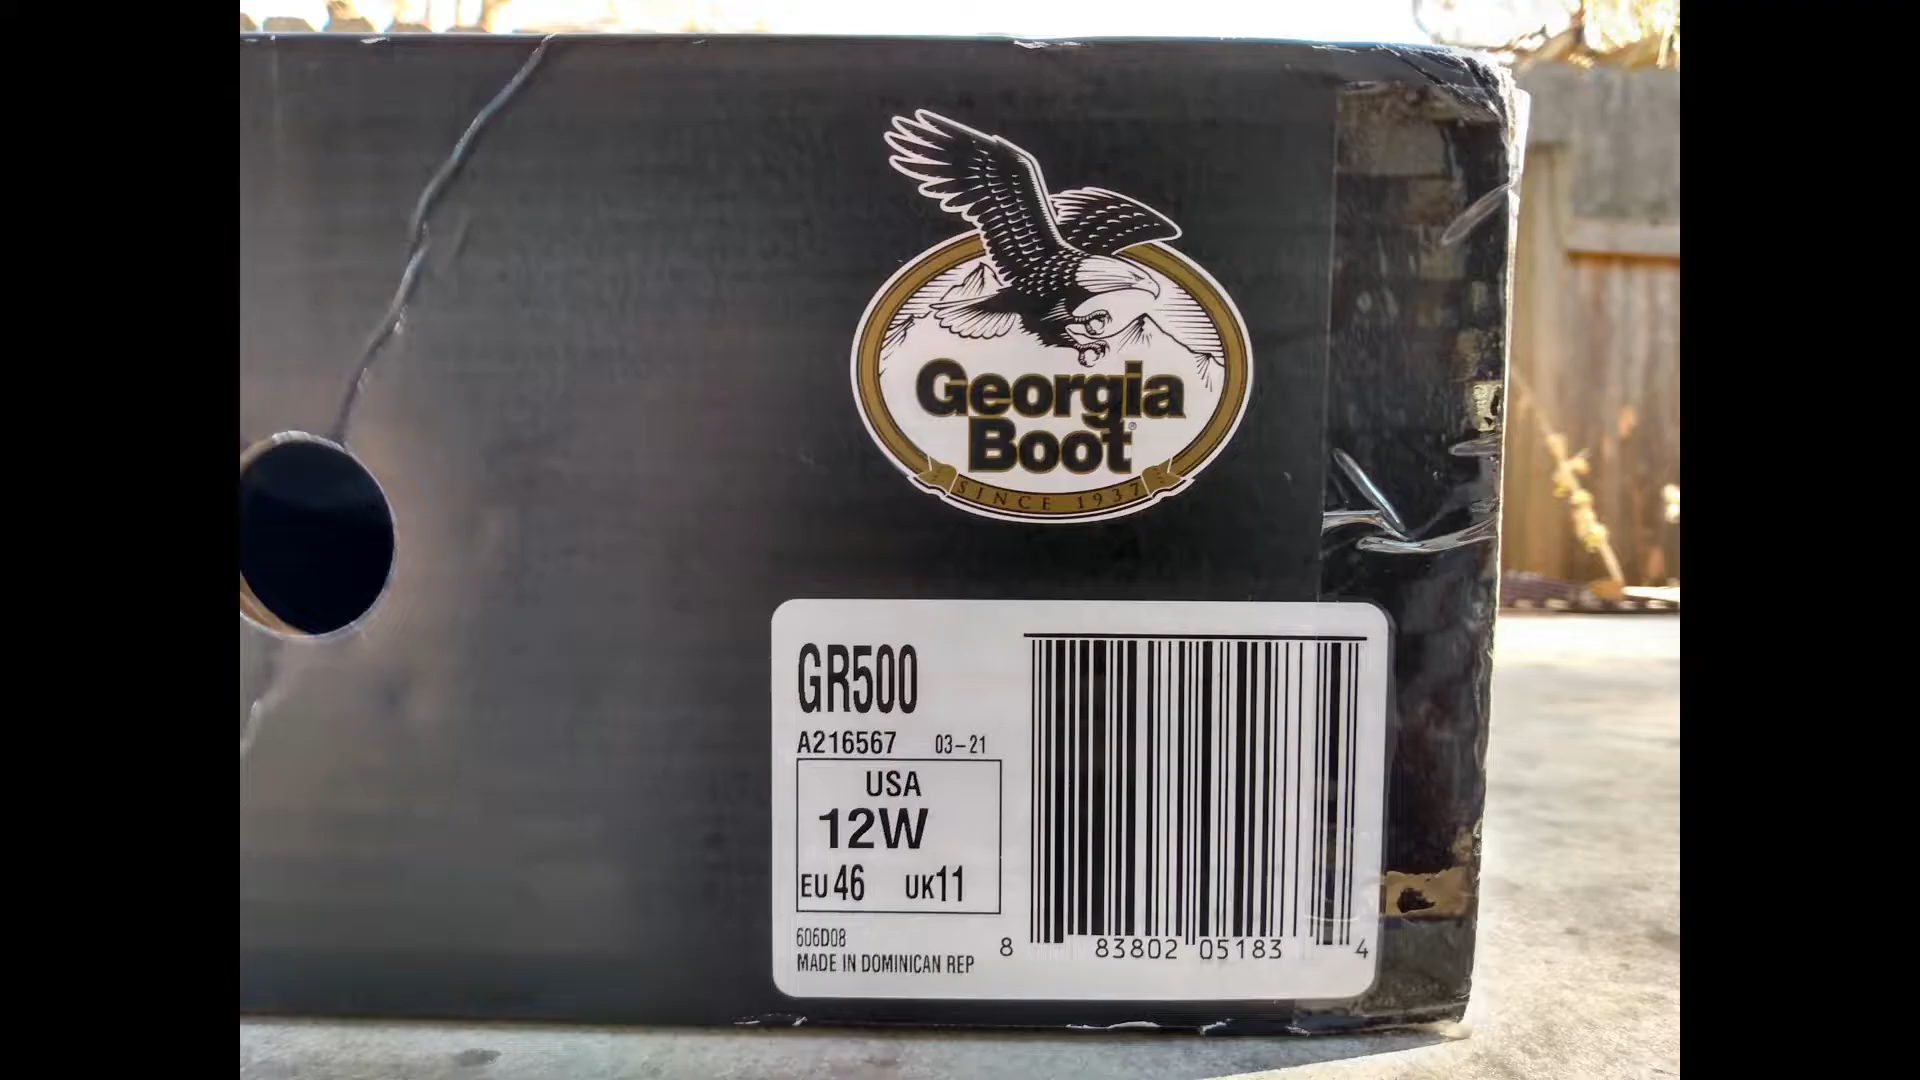 Georgia
Boot®
SINCE 1937
GR500
A216567 03-21
USA
12W
EU 46 UK 11
606D08
MADE IN DOMINICAN REP
8 83802 05183 4